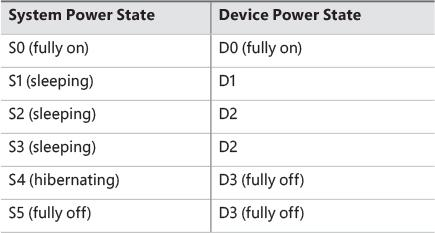 System Power State Device Power State
S0 (fully on) D0 (fully on)
S1 (sleeping) D1
S2 (sleeping) D2
S3 (sleeping) D2
S4 (hibernating) D3 (fully off)
S5 (fully off) D3 (fully off)